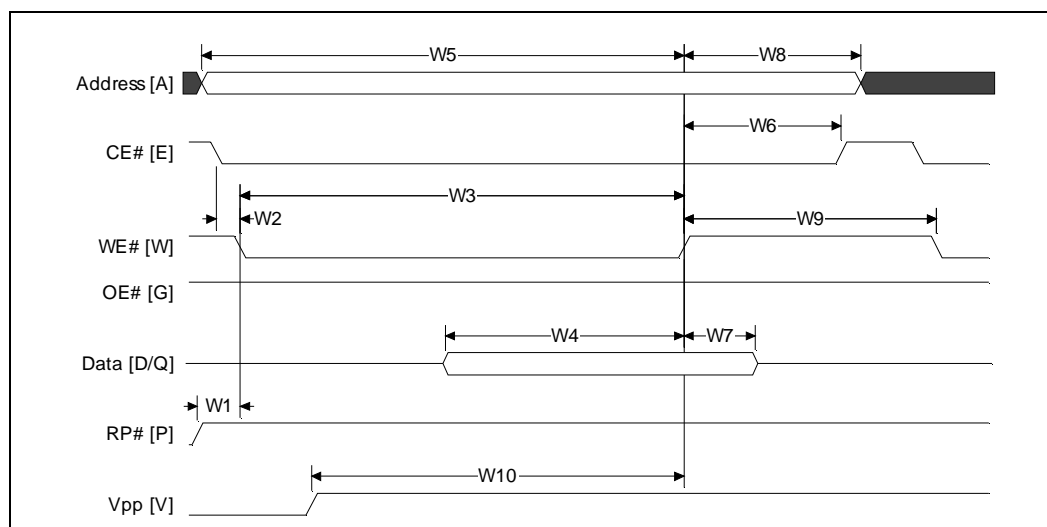 W5
W8
Address [A]
W6
CE# [E]
W3
W2
W9
WE# [W]
OE# [G]
W4
W7
Data [D/Q]
W1
RP# [P]
W10
Vpp [V]